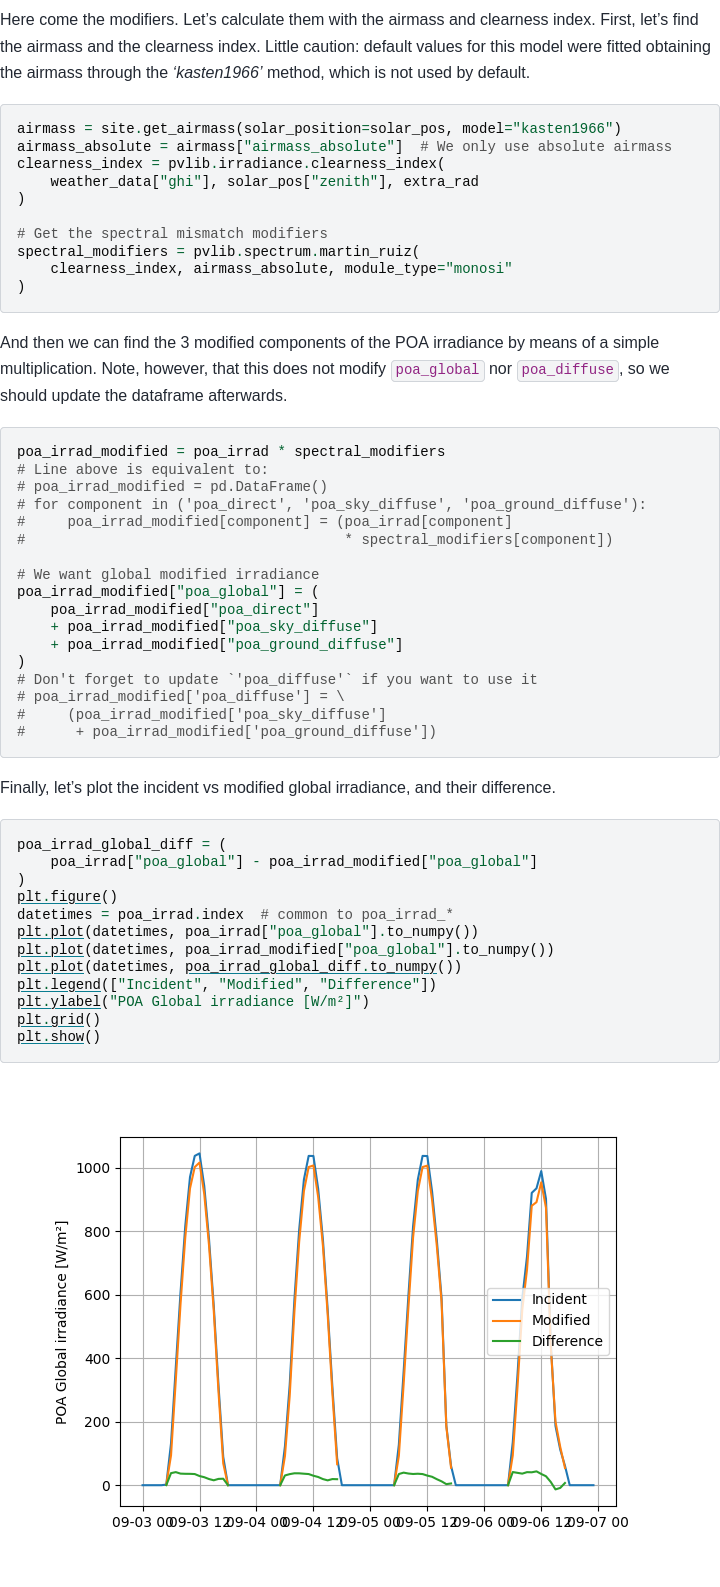 Here come the modifiers. Let’s calculate them with the airmass and clearness index. First, let’s find
the airmass and the clearness index. Little caution: default values for this model were fitted obtaining
the airmass through the ‘kasten1966’ method, which is not used by default.
airmass = site.get_airmass(solar_position=solar_pos, model="kasten1966")
airmass_absolute = airmass["airmass_absolute"]  # We only use absolute airmass
clearness_index = pvlib.irradiance.clearness_index(
    weather_data["ghi"], solar_pos["zenith"], extra_rad
)
# Get the spectral mismatch modifiers
spectral_modifiers = pvlib.spectrum.martin_ruiz(
    clearness_index, airmass_absolute, module_type="monosi"
)
And then we can find the 3 modified components of the POA irradiance by means of a simple
multiplication. Note, however, that this does not modify poa_global nor poa_diffuse, so we
should update the dataframe afterwards.
poa_irrad_modified = poa_irrad * spectral_modifiers
# Line above is equivalent to:
# poa_irrad_modified = pd.DataFrame()
# for component in ('poa_direct', 'poa_sky_diffuse', 'poa_ground_diffuse'):
#     poa_irrad_modified[component] = (poa_irrad[component]
#                                      * spectral_modifiers[component])
# We want global modified irradiance
poa_irrad_modified["poa_global"] = (
    poa_irrad_modified["poa_direct"]
    + poa_irrad_modified["poa_sky_diffuse"]
    + poa_irrad_modified["poa_ground_diffuse"]
)
# Don't forget to update `'poa_diffuse'` if you want to use it
# poa_irrad_modified['poa_diffuse'] = \
#     (poa_irrad_modified['poa_sky_diffuse']
#      + poa_irrad_modified['poa_ground_diffuse'])
Finally, let’s plot the incident vs modified global irradiance, and their difference.
poa_irrad_global_diff = (
    poa_irrad["poa_global"] - poa_irrad_modified["poa_global"]
)
plt.figure()
datetimes = poa_irrad.index  # common to poa_irrad_*
plt.plot(datetimes, poa_irrad["poa_global"].to_numpy())
plt.plot(datetimes, poa_irrad_modified["poa_global"].to_numpy())
plt.plot(datetimes, poa_irrad_global_diff.to_numpy())
plt.legend(["Incident", "Modified", "Difference"])
plt.ylabel("POA Global irradiance [W/m²]")
plt.grid()
plt.show()
POA Global irradiance [W/m²]
1000
800
600
400
200
0
Incident
Modified
Difference
09-03 00 09-03 12 09-04 00 09-04 12 09-05 00 09-05 12 09-06 00 09-06 12 09-07 00